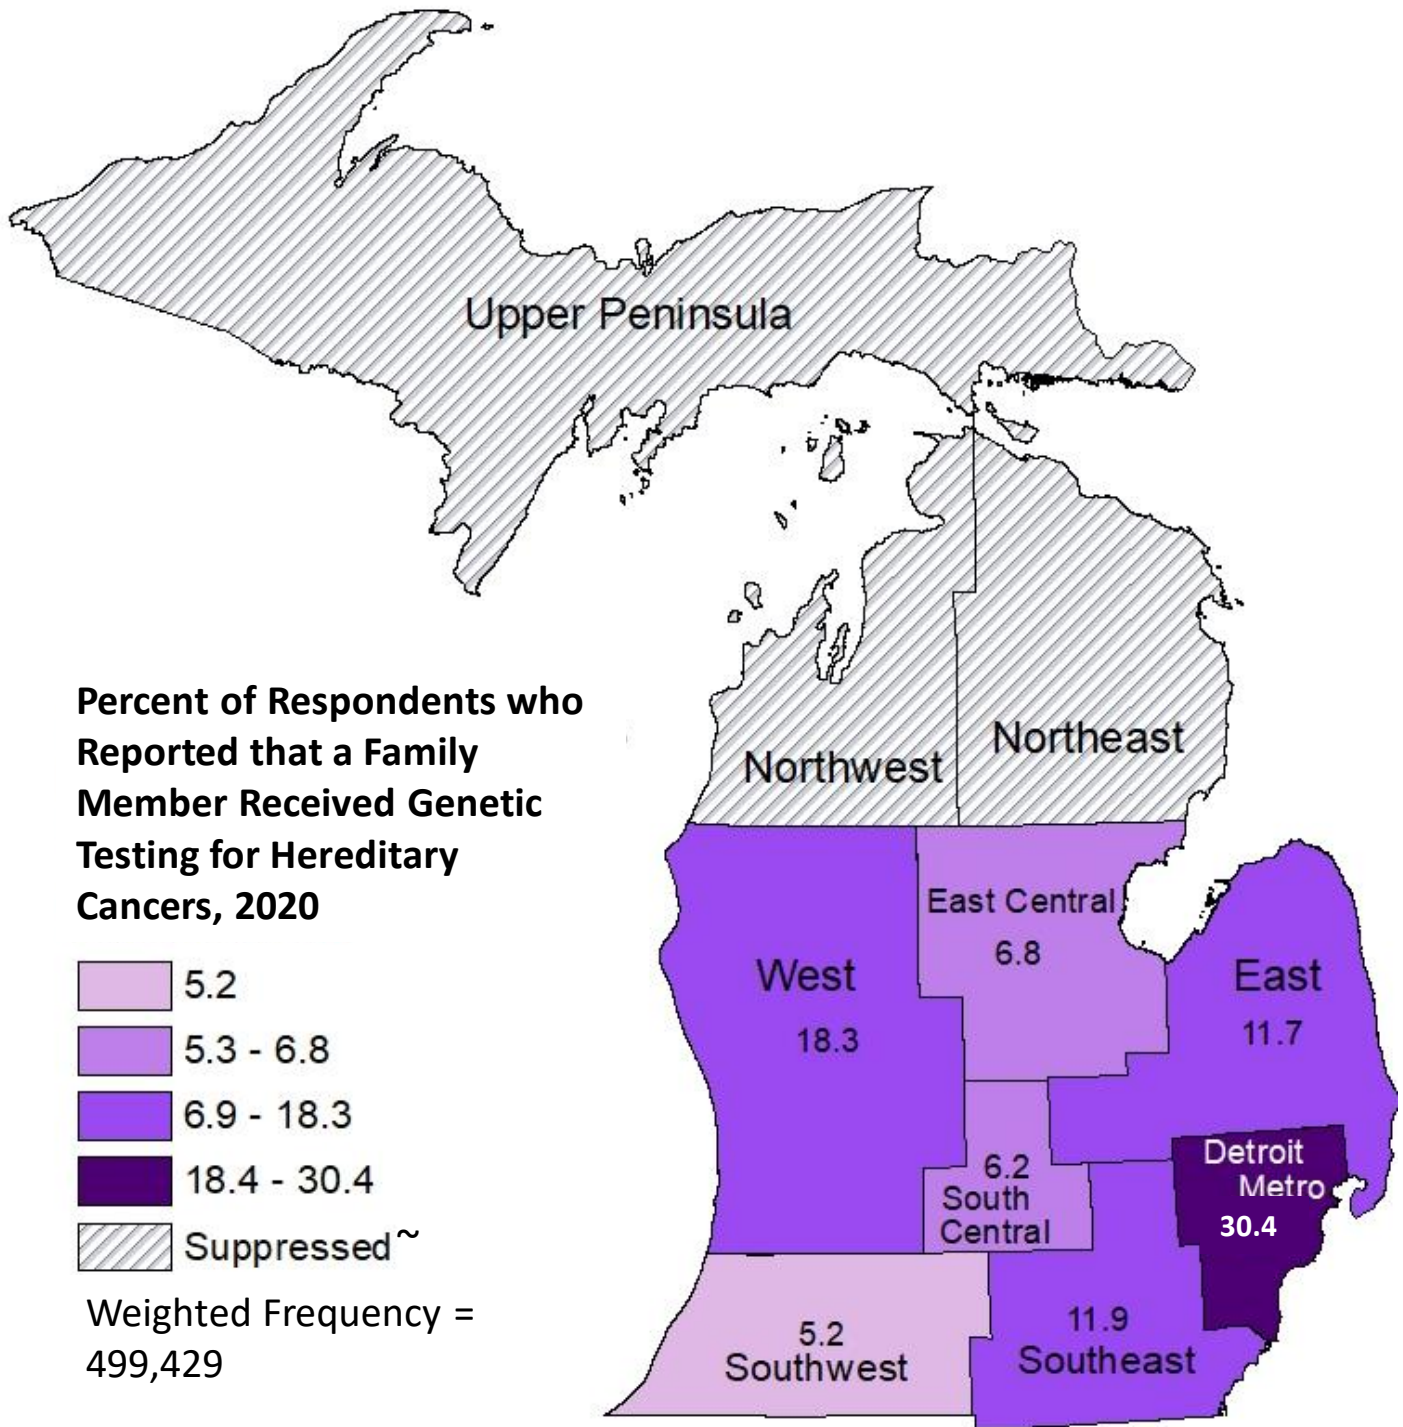 Upper Peninsula
Northeast
Northwest
Percent of Respondents who
Reported that a Family
Member Received Genetic
Testing for Hereditary
Cancers, 2020
5.2
5.3 - 6.8
6.9 - 18.3
18.4 - 30.4
Suppressed~
Weighted Frequency =
499,429
East Central
6.8
West
18.3
East
11.7
Detroit
Metro
30.4
6.2
South
Central
5.2
Southwest
11.9
Southeast